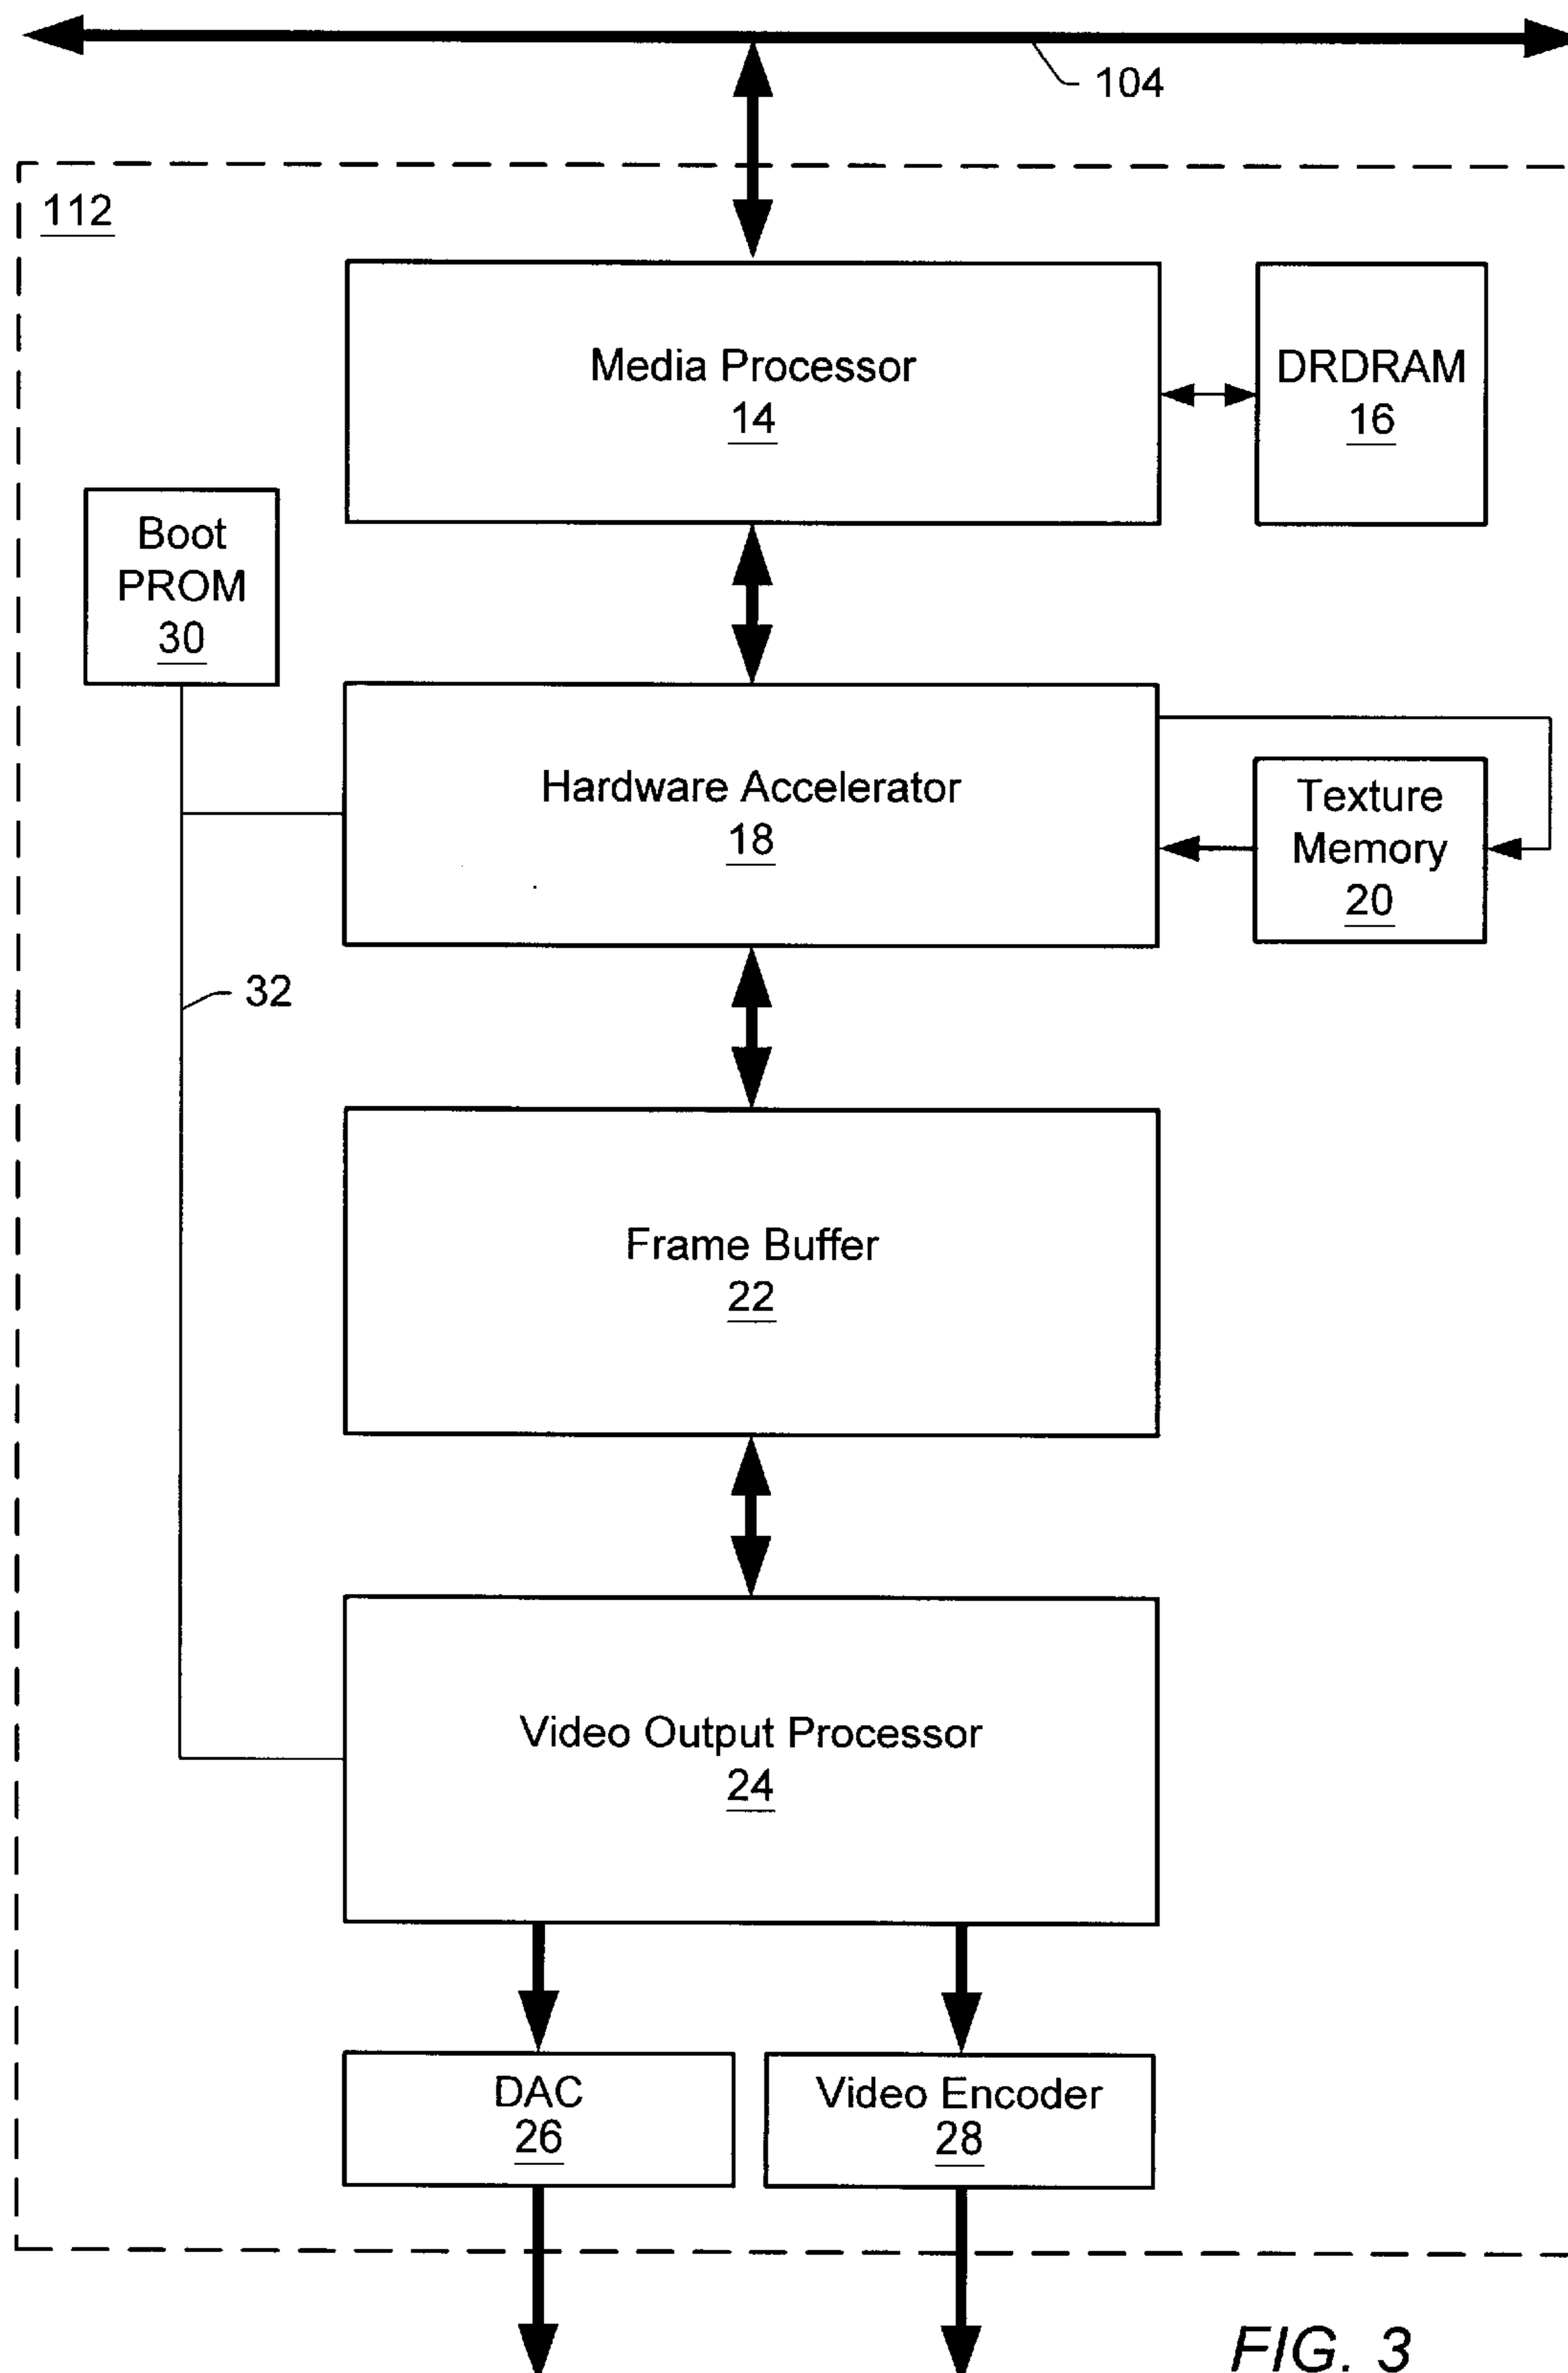 104
112
Media Processor
14
DRDRAM
16
Boot
PROM
30
Hardware Accelerator
18
Texture
Memory
20
32
Frame Buffer
22
Video Output Processor
24
DAC
26
Video Encoder
28
FIG. 3